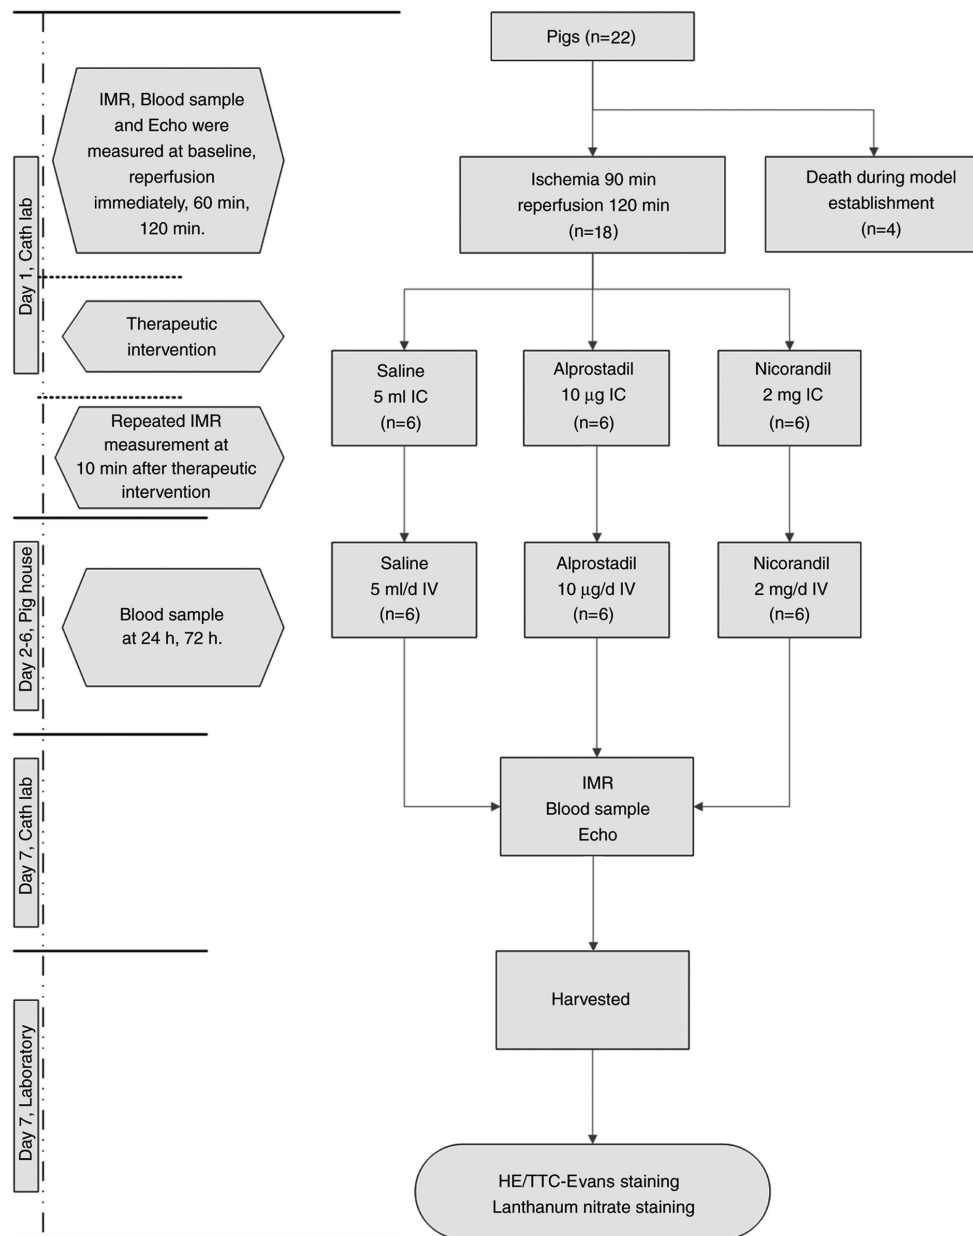 Pigs (n=22)
IMR, Blood sample
and Echo were
measured at baseline,
reperfusion
immediately, 60 min,
120 min.
Ischemia 90 min
reperfusion 120 min
(n=18)
Death during model
establishment
(n=4)
Day 1, Cath lab
Therapeutic
intervention
Saline
5 ml IC
(n=6)
Alprostadil
10 µg IC
(n=6)
Nicorandil
2 mg IC
(n=6)
Repeated IMR
measurement at
10 min after therapeutic
intervention
Day 2-6, Pig house
Blood sample
at 24 h, 72 h.
Saline
5 ml/d IV
(n=6)
Alprostadil
10 µg/d IV
(n=6)
Nicorandil
2 mg/d IV
(n=6)
Day 7, Cath lab
IMR
Blood sample
Echo
Harvested
Day 7, Laboratory
HE/TTC-Evans staining
Lanthanum nitrate staining